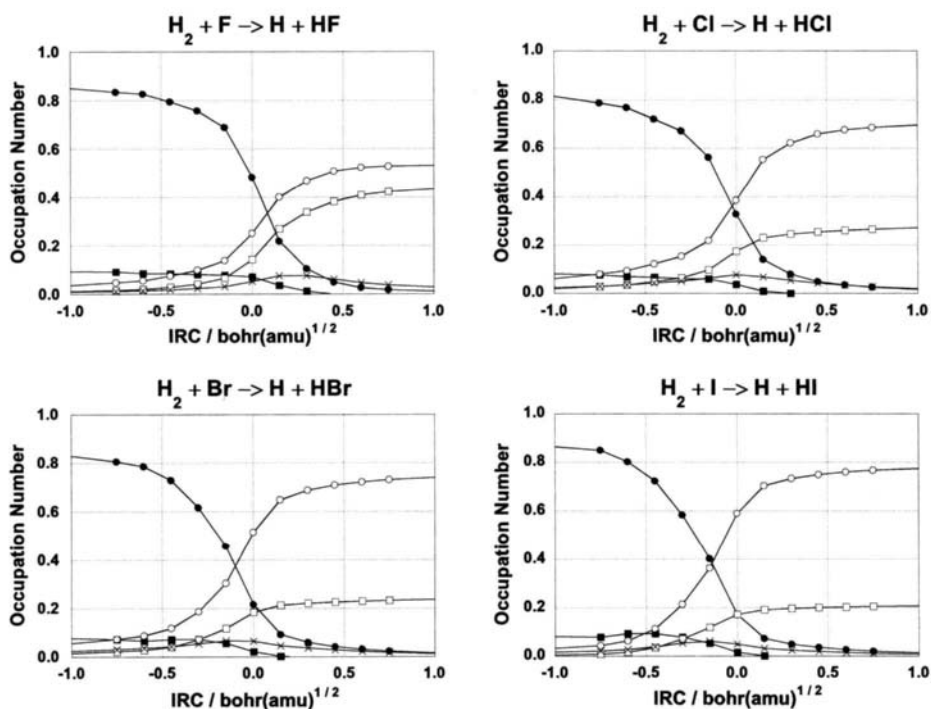 H2 + F -> H + HF
1.0
0.8
0.6
0.4
0.2
0.0
Occupation Number
-1.0 -0.5 0.0 0.5 1.0
IRC / bohr(amu)^1/2
H2 + Cl -> H + HCl
1.0
0.8
0.6
0.4
0.2
0.0
Occupation Number
-1.0 -0.5 0.0 0.5 1.0
IRC / bohr(amu)^1/2
H2 + Br -> H + HBr
1.0
0.8
0.6
0.4
0.2
0.0
Occupation Number
-1.0 -0.5 0.0 0.5 1.0
IRC / bohr(amu)^1/2
H2 + I -> H + HI
1.0
0.8
0.6
0.4
0.2
0.0
Occupation Number
-1.0 -0.5 0.0 0.5 1.0
IRC / bohr(amu)^1/2